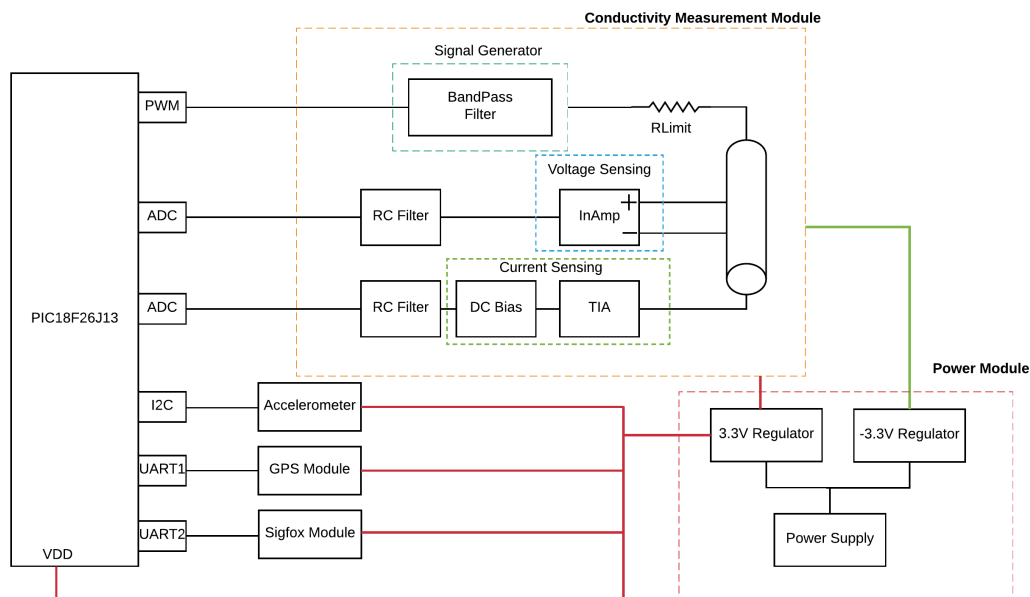 Conductivity Measurement Module
Signal Generator
PWM
BandPass
Filter
RLimit
Voltage Sensing
ADC
RC Filter
InAmp
+
−
Current Sensing
ADC
RC Filter
DC Bias
TIA
PIC18F26J13
Power Module
I2C
Accelerometer
3.3V Regulator
-3.3V Regulator
UART1
GPS Module
UART2
Sigfox Module
Power Supply
VDD